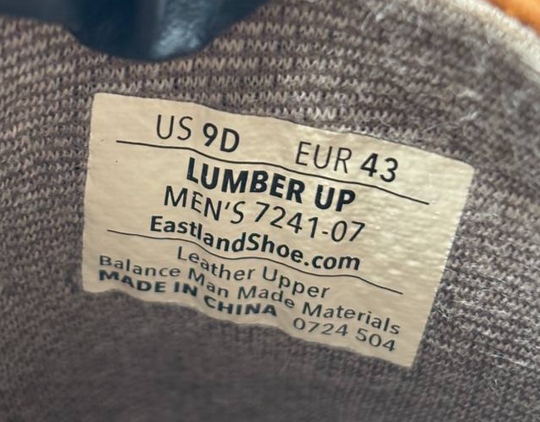 US 9D EUR 43
LUMBER UP
MEN'S 7241-07
EastlandShoe.com
Leather Upper
Balance Man Made Materials
MADE IN CHINA 0724 504